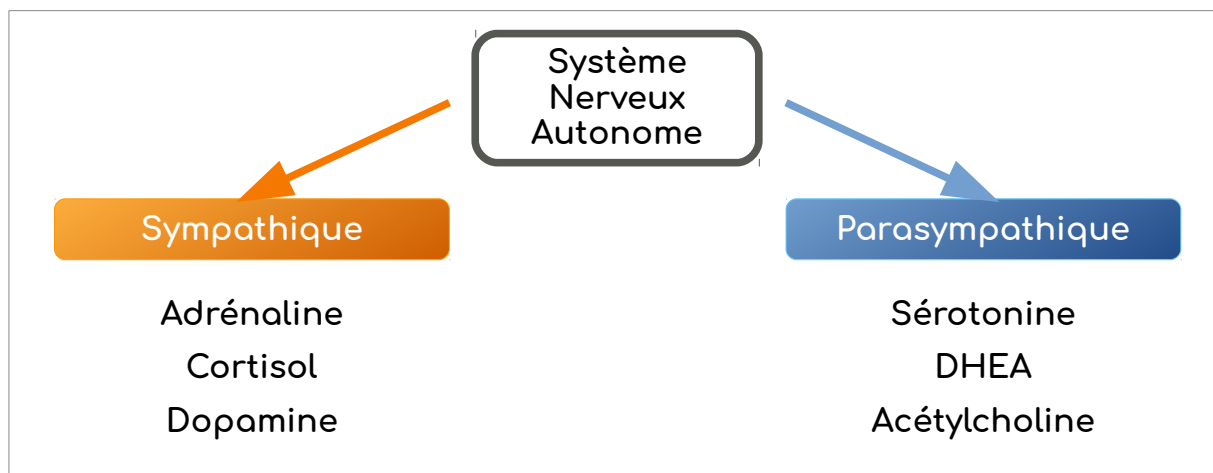 Système
Nerveux
Autonome
Sympathique
Parasympathique
Adrénaline
Sérotonine
Cortisol
DHEA
Dopamine
Acétylcholine